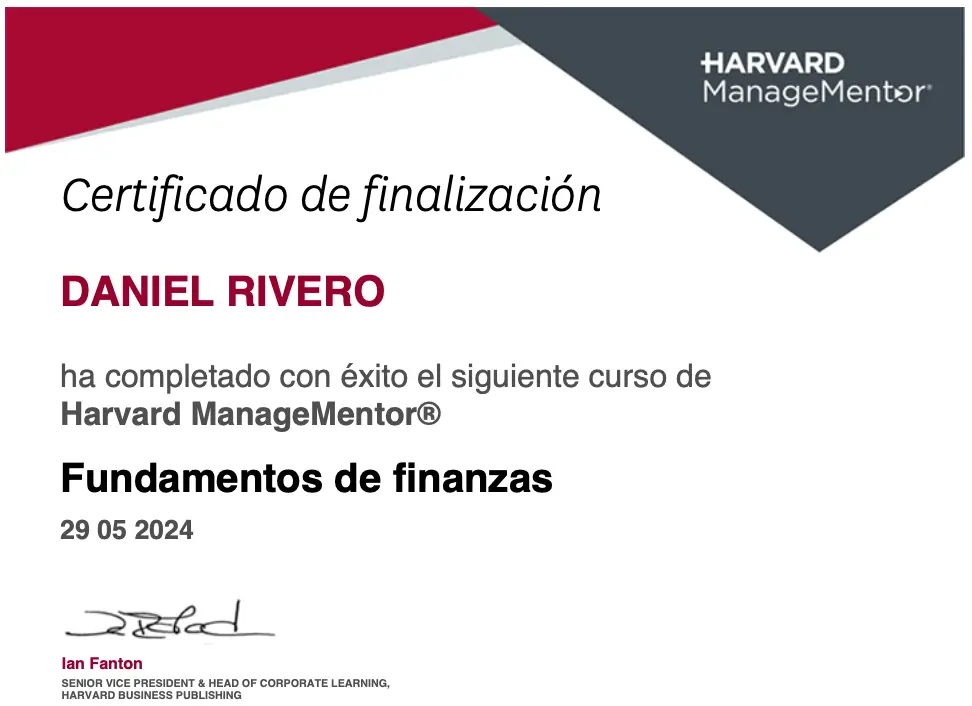 HARVARD
ManageMentor®
Certificado de finalización
DANIEL RIVERO
ha completado con éxito el siguiente curso de
Harvard ManageMentor®
Fundamentos de finanzas
29 05 2024
Ian Fanton
SENIOR VICE PRESIDENT & HEAD OF CORPORATE LEARNING,
HARVARD BUSINESS PUBLISHING